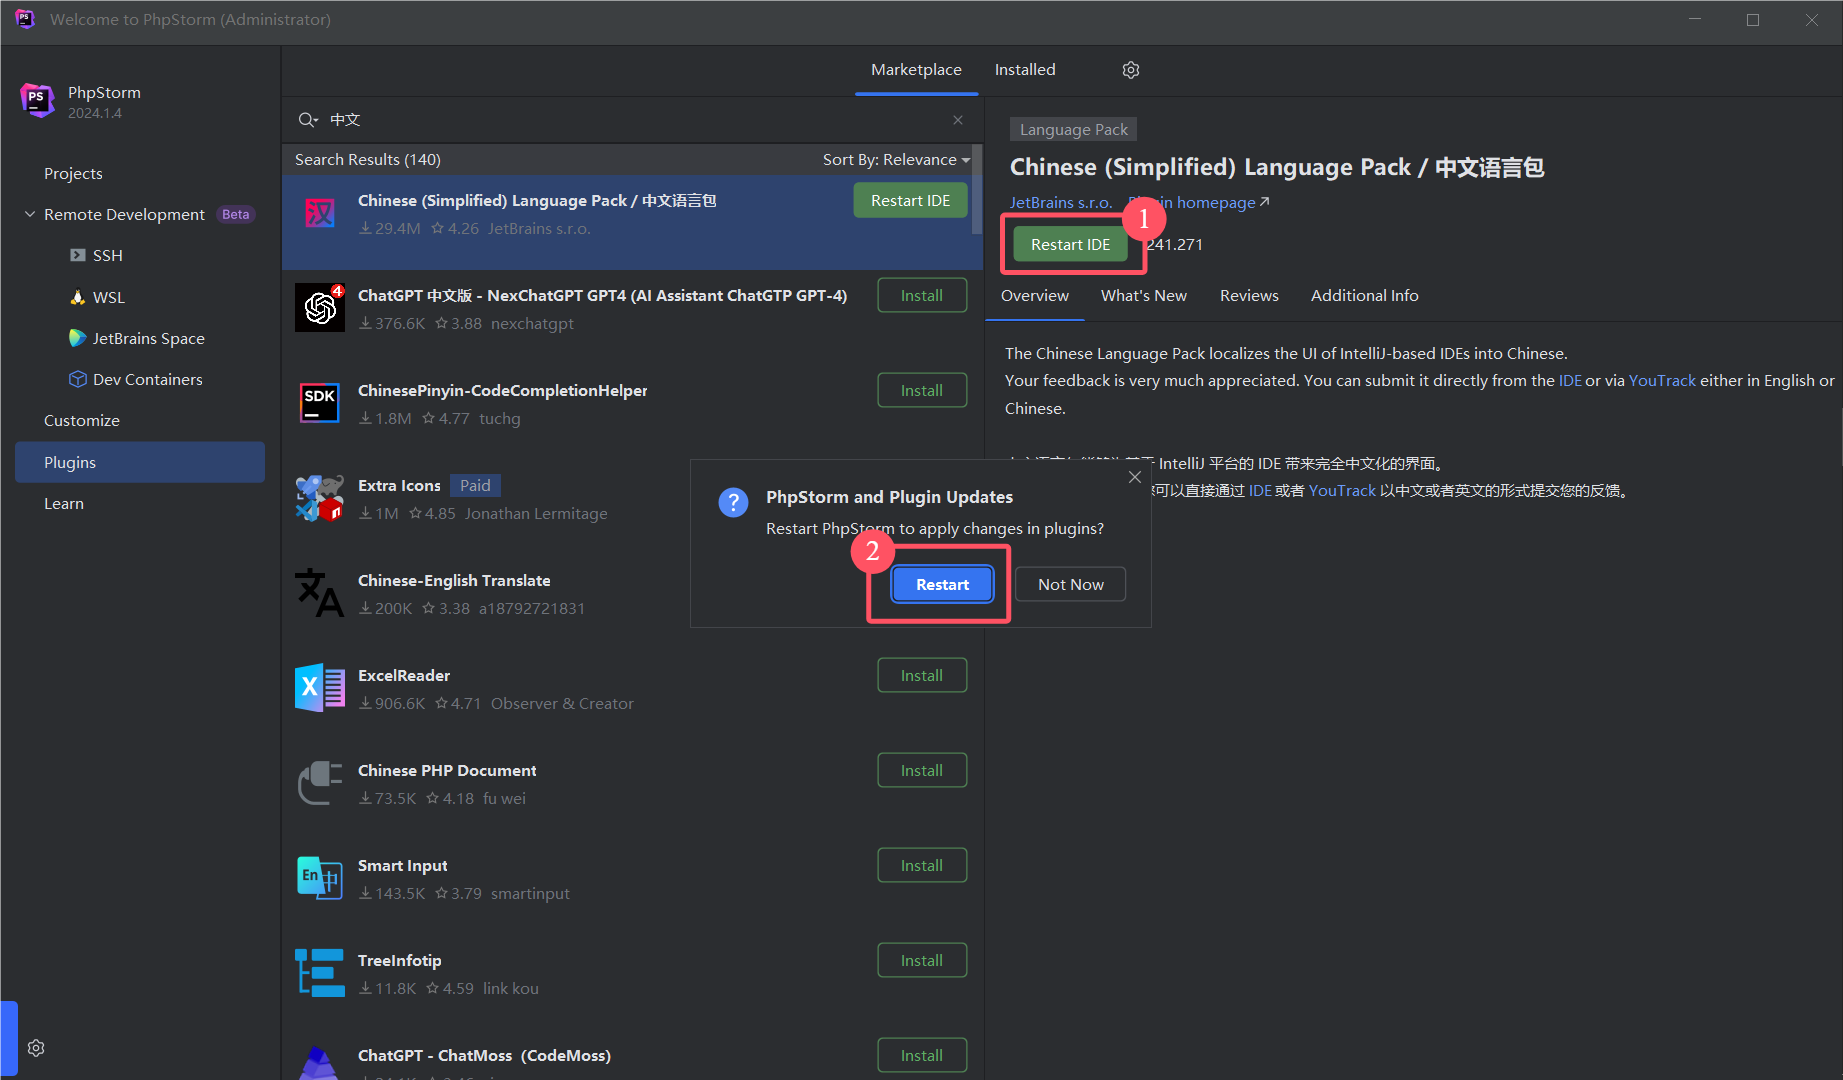 Welcome to PhpStorm (Administrator)
PhpStorm
2024.1.4
Projects
Remote Development Beta
SSH
WSL
JetBrains Space
Dev Containers
Customize
Plugins
Learn
Marketplace Installed
中文
Search Results (140) Sort By: Relevance
Chinese (Simplified) Language Pack / 中文语言包 Restart IDE
29.4M 4.26 JetBrains s.r.o.
ChatGPT 中文版 - NexChatGPT GPT4 (AI Assistant ChatGTP GPT-4) Install
4
376.6K 3.88 nexchatgpt
ChinesePinyin-CodeCompletionHelper Install
SDK
1.8M 4.77 tuchg
Extra Icons Paid
1M 4.85 Jonathan Lermitage
Chinese-English Translate
200K 3.38 a18792721831
ExcelReader Install
906.6K 4.71 Observer & Creator
Chinese PHP Document Install
73.5K 4.18 fu wei
Smart Input Install
En 中
143.5K 3.79 smartinput
TreeInfotip Install
11.8K 4.59 link kou
ChatGPT - ChatMoss (CodeMoss) Install
Language Pack
Chinese (Simplified) Language Pack / 中文语言包
JetBrains s.r.o. homepage
1
Restart IDE 241.271
Overview What's New Reviews Additional Info
The Chinese Language Pack localizes the UI of IntelliJ-based IDEs into Chinese.
Your feedback is very much appreciated. You can submit it directly from the IDE or via YouTrack either in English or
Chinese.
IntelliJ 平台的 IDE 带来完全中文化的界面。
可以直接通过 IDE 或者 YouTrack 以中文或者英文的形式提交您的反馈。
PhpStorm and Plugin Updates
Restart PhpStorm to apply changes in plugins?
2
Restart Not Now